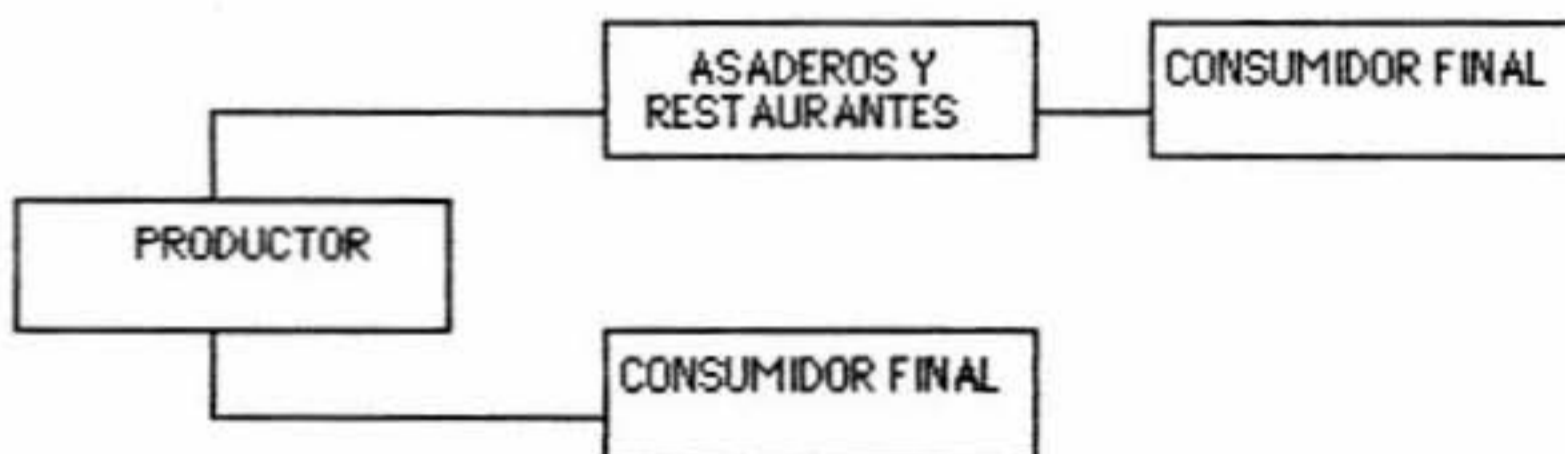 ASADEROS Y
RESTAURANTES
CONSUMIDOR FINAL
PRODUCTOR
CONSUMIDOR FINAL